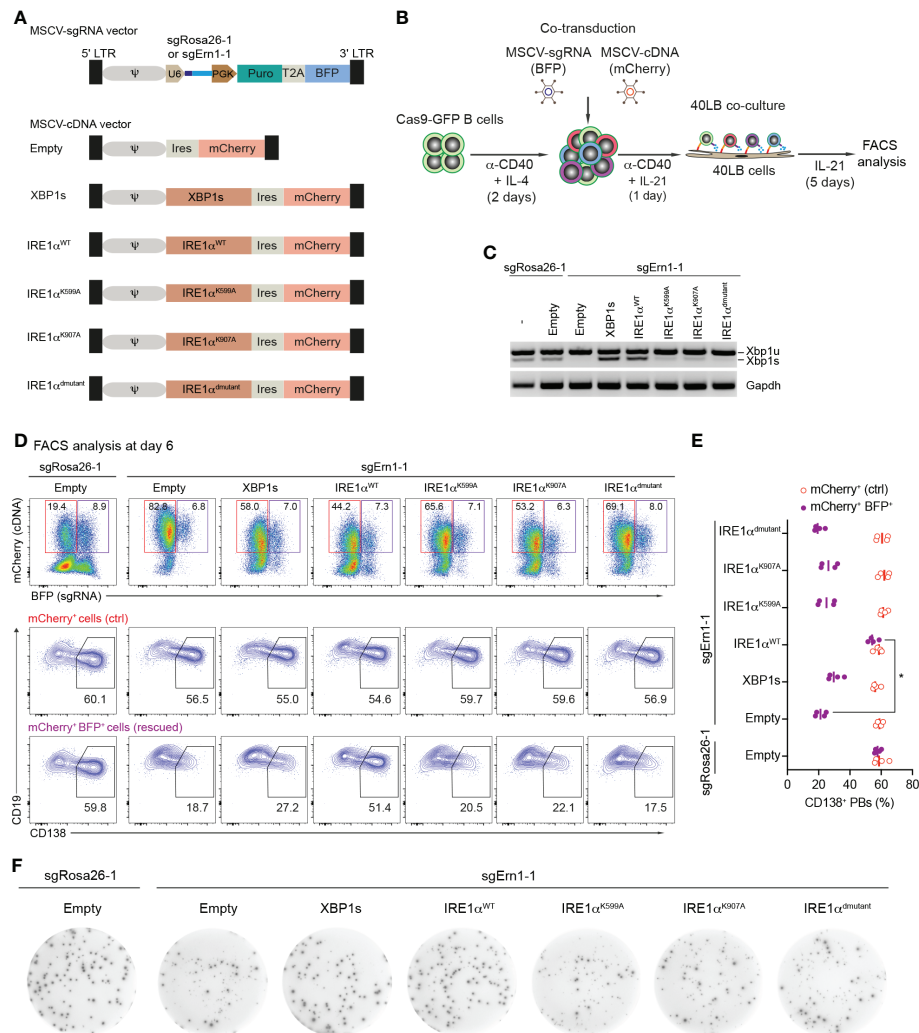 A
MSCV-sgRNA vector
sgRosa26-1
or sgErn1-1
5' LTR
3' LTR
ψ
U6
PGK
Puro
T2A
BFP
MSCV-cDNA vector
Empty
ψ
Ires
mCherry
XBP1s
ψ
XBP1s
Ires
mCherry
IRE1α^WT
ψ
IRE1α^WT
Ires
mCherry
IRE1α^K599A
ψ
IRE1α^K599A
Ires
mCherry
IRE1α^K907A
ψ
IRE1α^K907A
Ires
mCherry
IRE1α^dmutant
ψ
IRE1α^dmutant
Ires
mCherry
B
Co-transduction
MSCV-sgRNA
(BFP)
MSCV-cDNA
(mCherry)
Cas9-GFP B cells
α-CD40
+ IL-4
(2 days)
α-CD40
+ IL-21
(1 day)
40LB co-culture
40LB cells
IL-21
(5 days)
FACS
analysis
C
sgRosa26-1
sgErn1-1
-
Empty
Empty
XBP1s
IRE1α^WT
IRE1α^K599A
IRE1α^K907A
IRE1α^dmutant
Xbp1u
Xbp1s
Gapdh
D
FACS analysis at day 6
sgRosa26-1
sgErn1-1
Empty
Empty
XBP1s
IRE1α^WT
IRE1α^K599A
IRE1α^K907A
IRE1α^dmutant
mCherry (cDNA)
19.4 8.9
82.8 6.8
58.0 7.0
44.2 7.3
65.6 7.1
53.2 6.3
69.1 8.0
BFP (sgRNA)
mCherry⁺ cells (ctrl)
60.1
56.5
55.0
54.6
59.7
59.6
56.9
mCherry⁺ BFP⁺ cells (rescued)
59.8
18.7
27.2
51.4
20.5
22.1
17.5
CD19
CD138
E
mCherry⁺ (ctrl)
mCherry⁺ BFP⁺
sgErn1-1
IRE1α^dmutant
IRE1α^K907A
IRE1α^K599A
IRE1α^WT
XBP1s
Empty
sgRosa26-1
Empty
*
0 20 40 60 80
CD138⁺ PBs (%)
F
sgRosa26-1
sgErn1-1
Empty
Empty
XBP1s
IRE1α^WT
IRE1α^K599A
IRE1α^K907A
IRE1α^dmutant